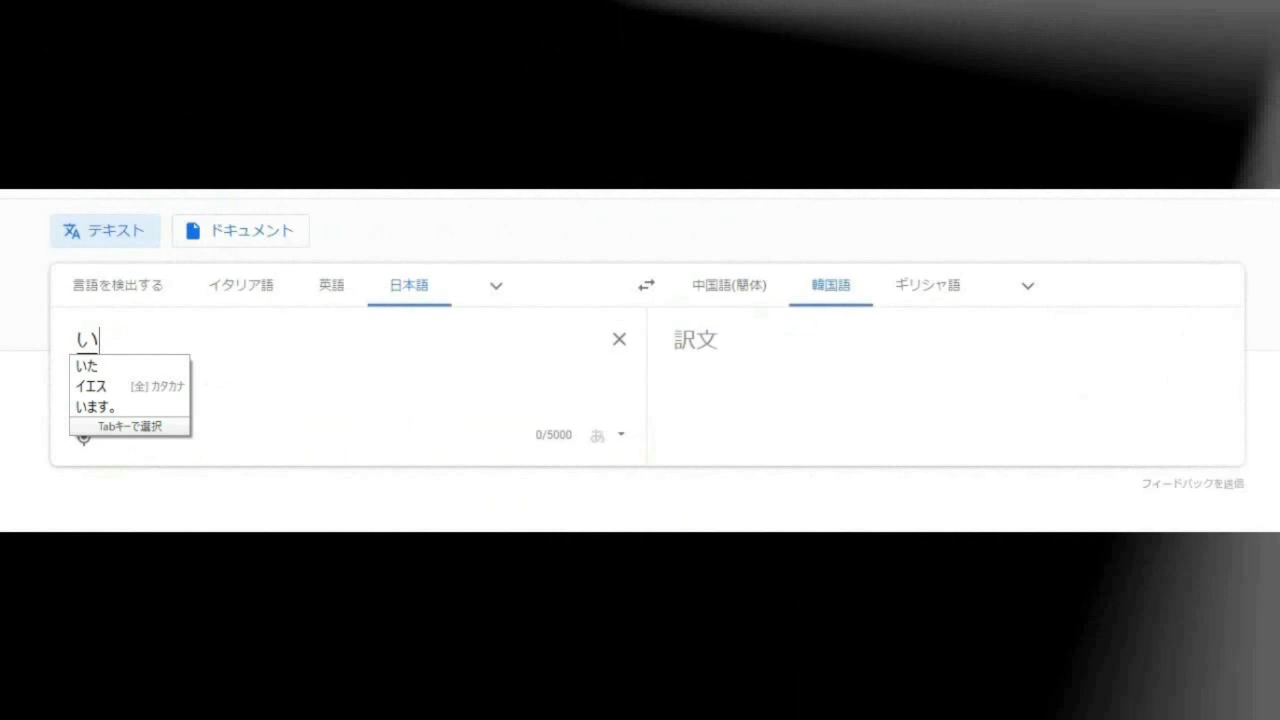 テキスト ドキュメント
言語を検出する イタリア語 英語 日本語 中国語(簡体) 韓国語 ギリシャ語
い 訳文
いた
イエス [全]カタカナ
います。
Tabキーで選択
0/5000 あ
フィードバックを送信